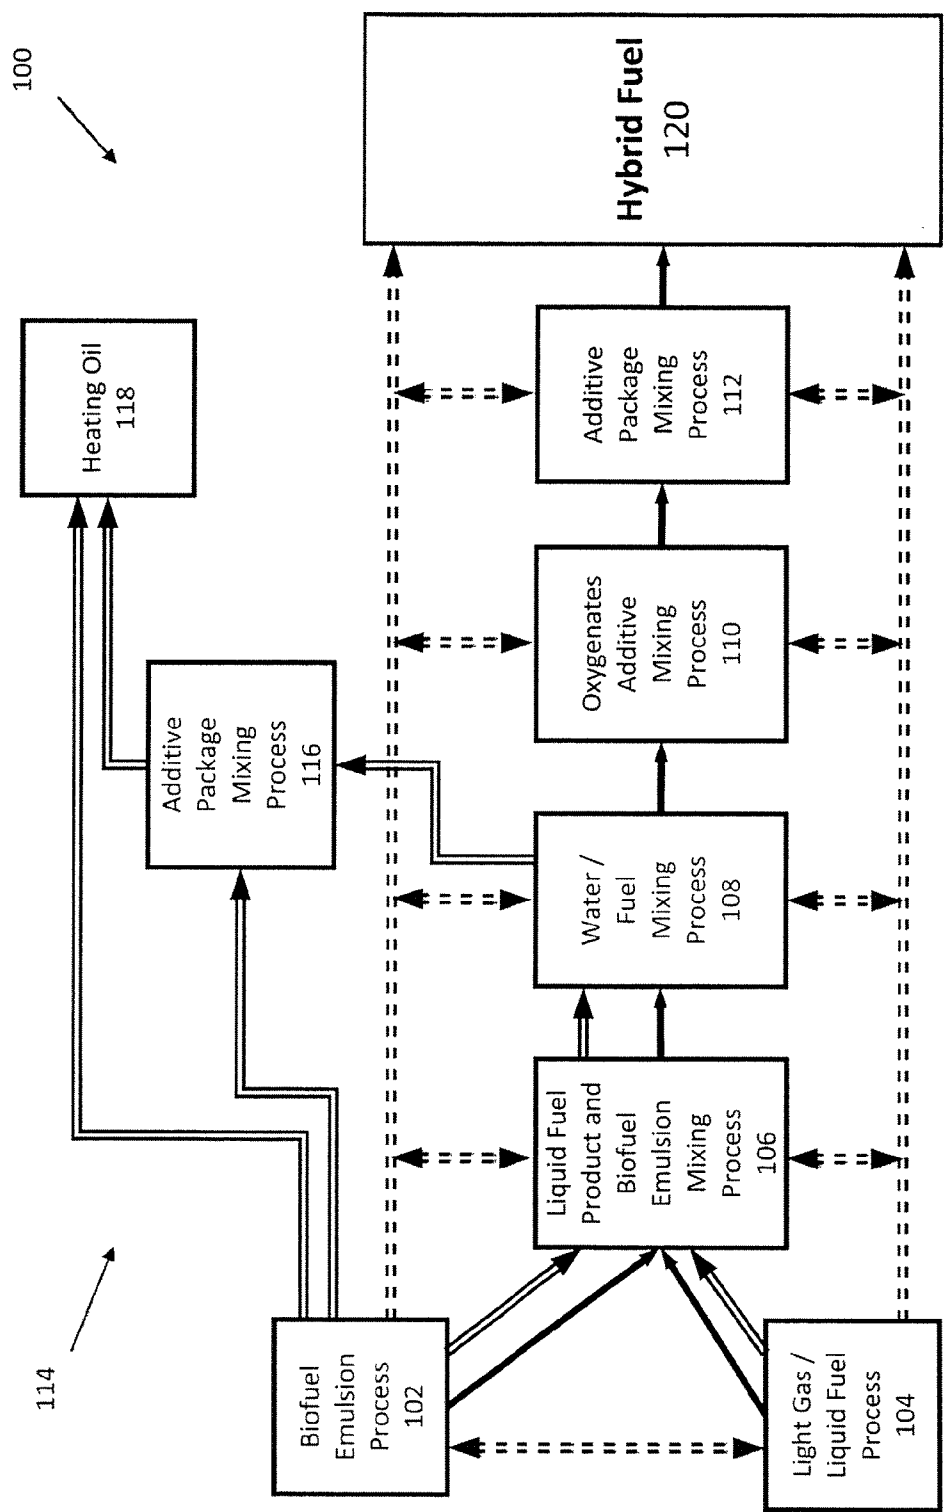 100
114
Heating Oil
118
Additive
Package
Mixing
Process
116
Biofuel
Emulsion
Process
102
Light Gas /
Liquid Fuel
Process
104
Liquid Fuel
Product and
Biofuel
Emulsion
Mixing
Process
106
Water /
Fuel
Mixing
Process
108
Oxygenates
Additive
Mixing
Process
110
Additive
Package
Mixing
Process
112
Hybrid Fuel
120